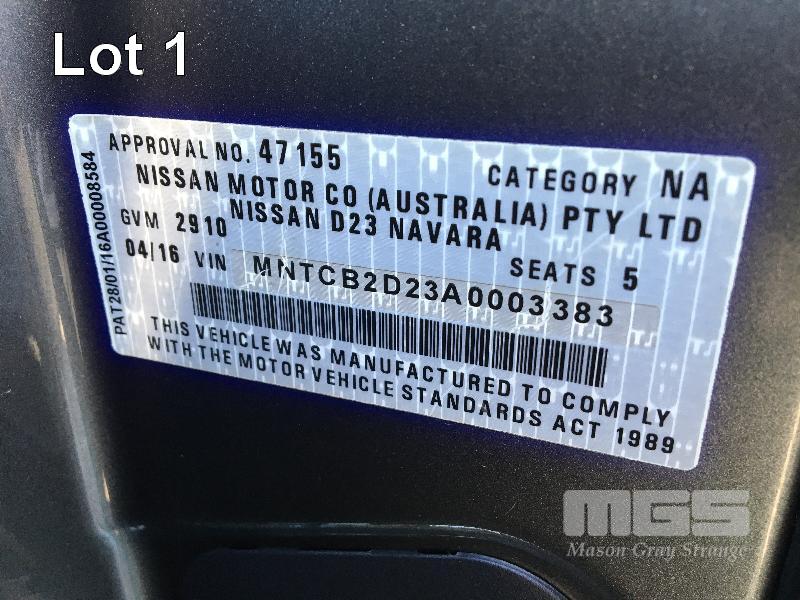 Lot 1
APPROVAL NO. 47155 CATEGORY NA
NISSAN MOTOR CO (AUSTRALIA) PTY LTD
GVM 2910 NISSAN D23 NAVARA
04/16 VIN MNTCB2D23A0003383 SEATS 5
THIS VEHICLE WAS MANUFACTURED TO COMPLY
WITH THE MOTOR VEHICLE STANDARDS ACT 1989
PAT28/01/16A00008584
MGS
Mason Gray Strange